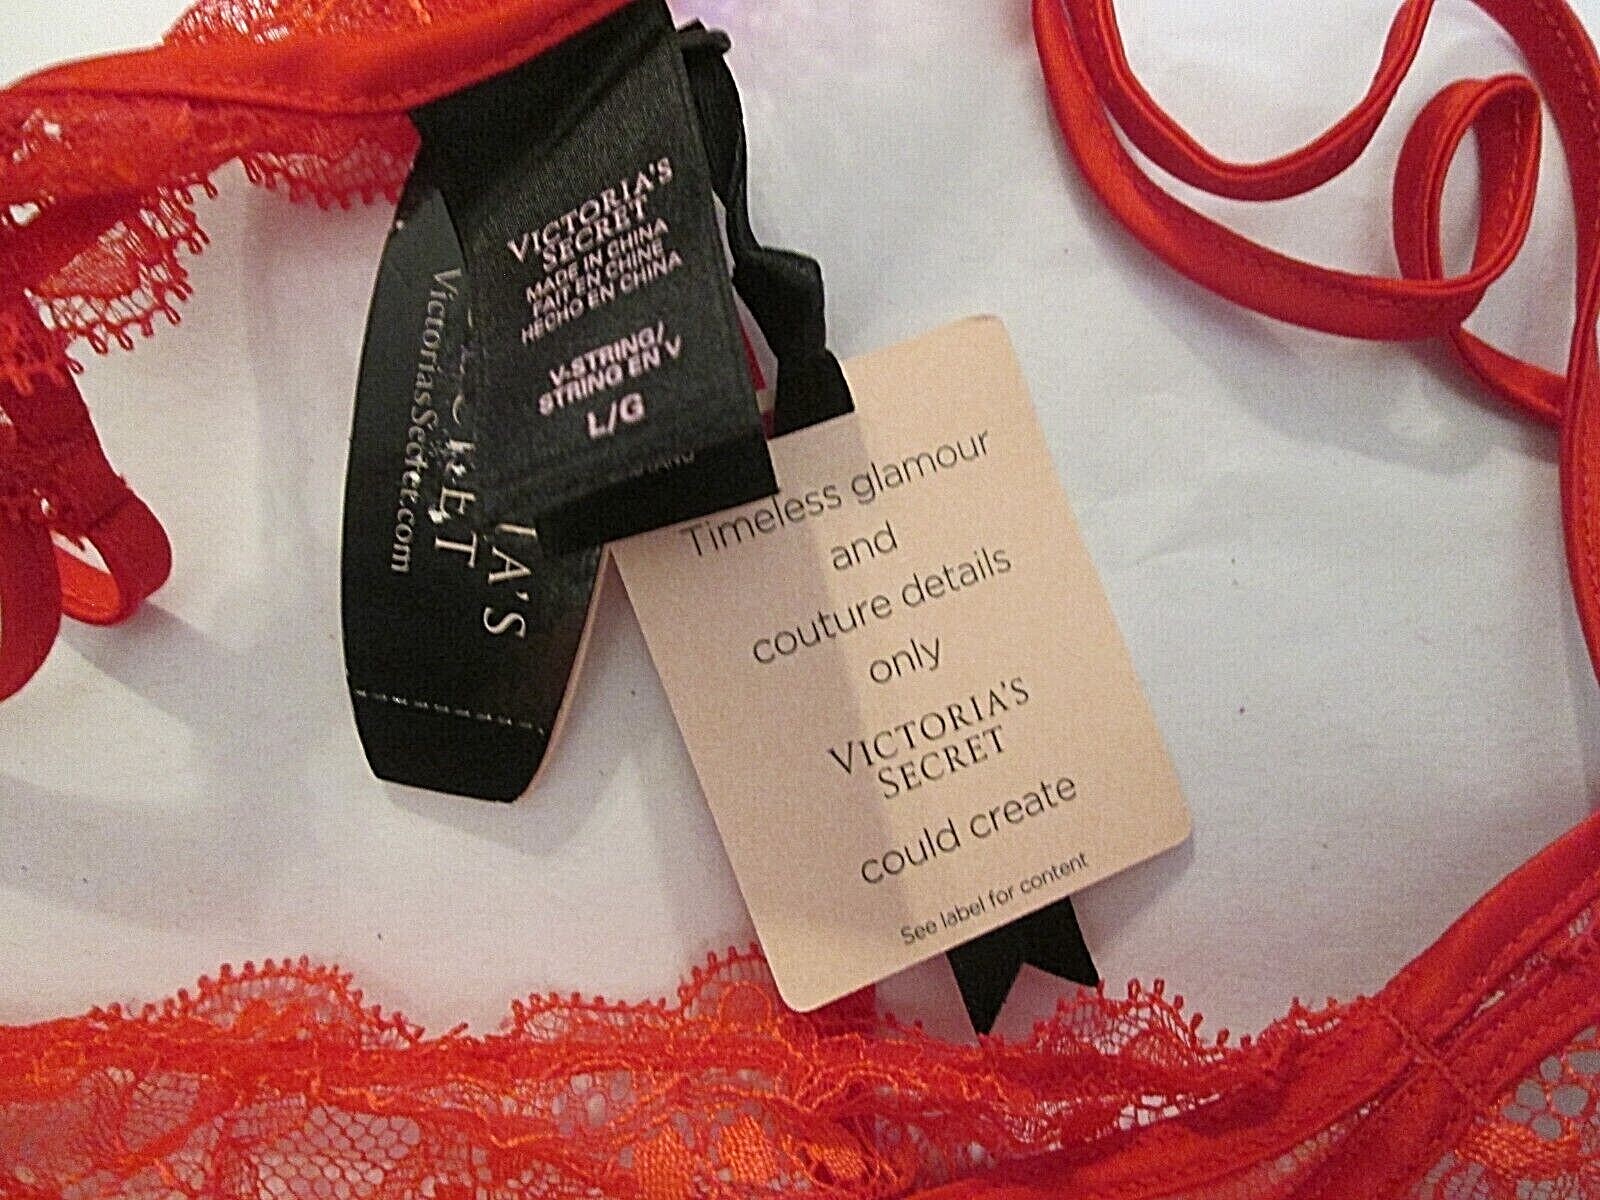 VICTORIA'S
SECRET
MADE IN CHINA
FAIT EN CHINE
HECHO EN CHINA
V-STRING/
STRING EN V
L/G
IA'S
VictoriasSecret.com
Timeless glamour
and
couture details
only
VICTORIA'S
SECRET
could create
See label for content